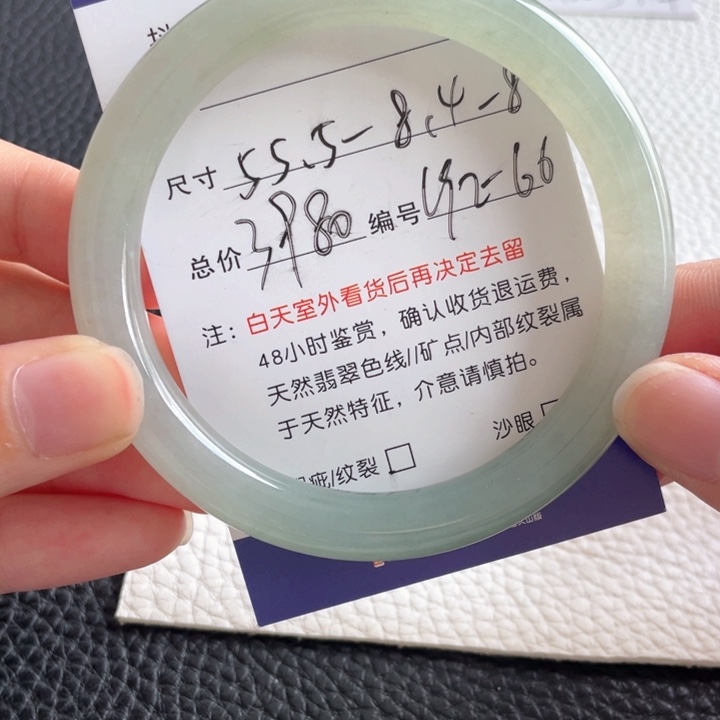 尺寸 55.5-8.4-8
总价 3980 编号 
注：白天室外看货后再决定去留
48小时鉴赏，确认收货退运费，
天然翡翠色线//矿点/内部纹裂属
于天然特征，介意请慎拍。
沙眼
疵/纹裂 □